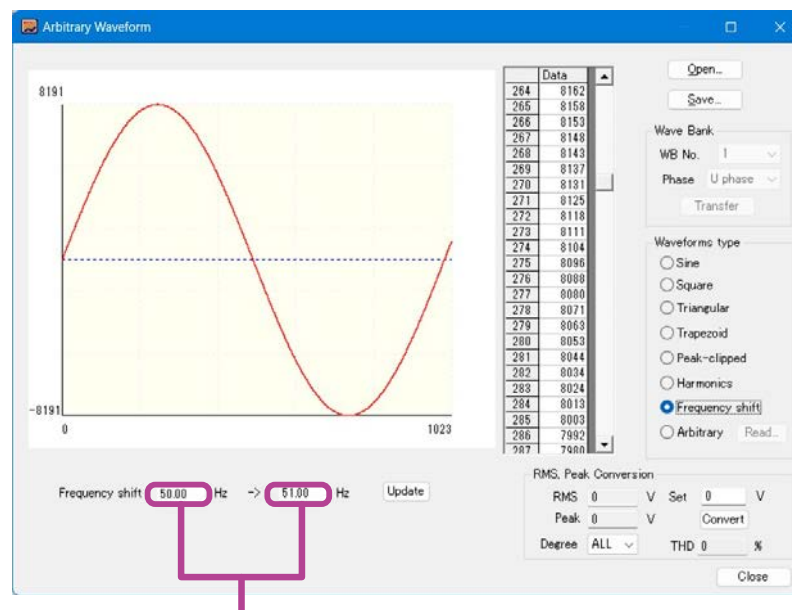 Arbitrary Waveform
8191
-8191
0
1023
Data
264 8162
265 8158
266 8153
267 8148
268 8143
269 8137
270 8131
271 8125
272 8118
273 8111
274 8104
275 8096
276 8088
277 8080
278 8071
279 8063
280 8053
281 8044
282 8034
283 8024
284 8013
285 8003
286 7992
287 7980
Open...
Save...
Wave Bank
WB No. 1
Phase U phase
Transfer
Waveforms type
Sine
Square
Triangular
Trapezoid
Peak-clipped
Harmonics
Frequency shift
Arbitrary Read...
Frequency shift 50.00 Hz -> 51.00 Hz Update
RMS, Peak Conversion
RMS 0 V Set 0 V
Peak 0 V Convert
Degree ALL THD 0 %
Close